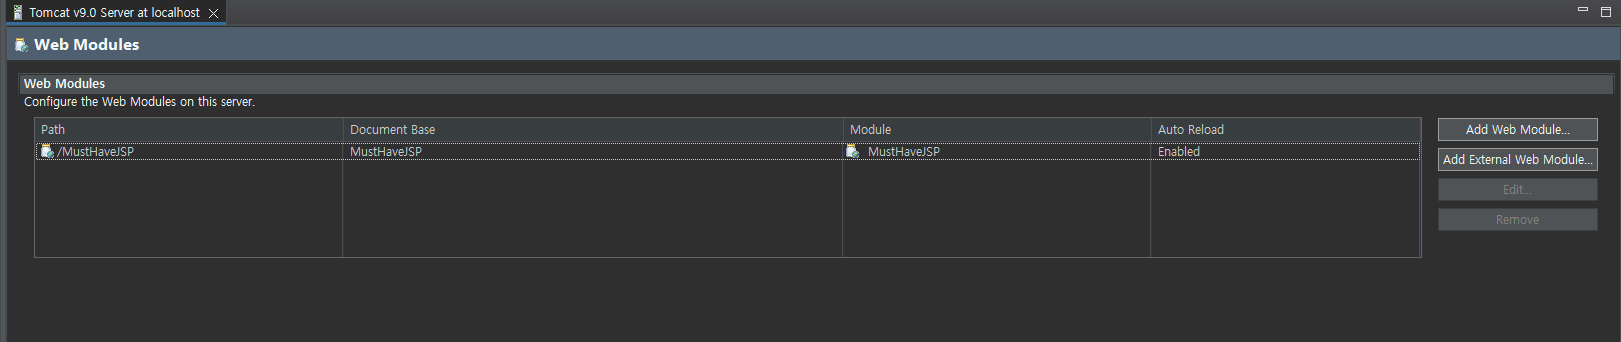 Tomcat v9.0 Server at localhost
Web Modules
Web Modules
Configure the Web Modules on this server.
Path Document Base Module Auto Reload
/MustHaveJSP MustHaveJSP MustHaveJSP Enabled
Add Web Module...
Add External Web Module...
Edit...
Remove